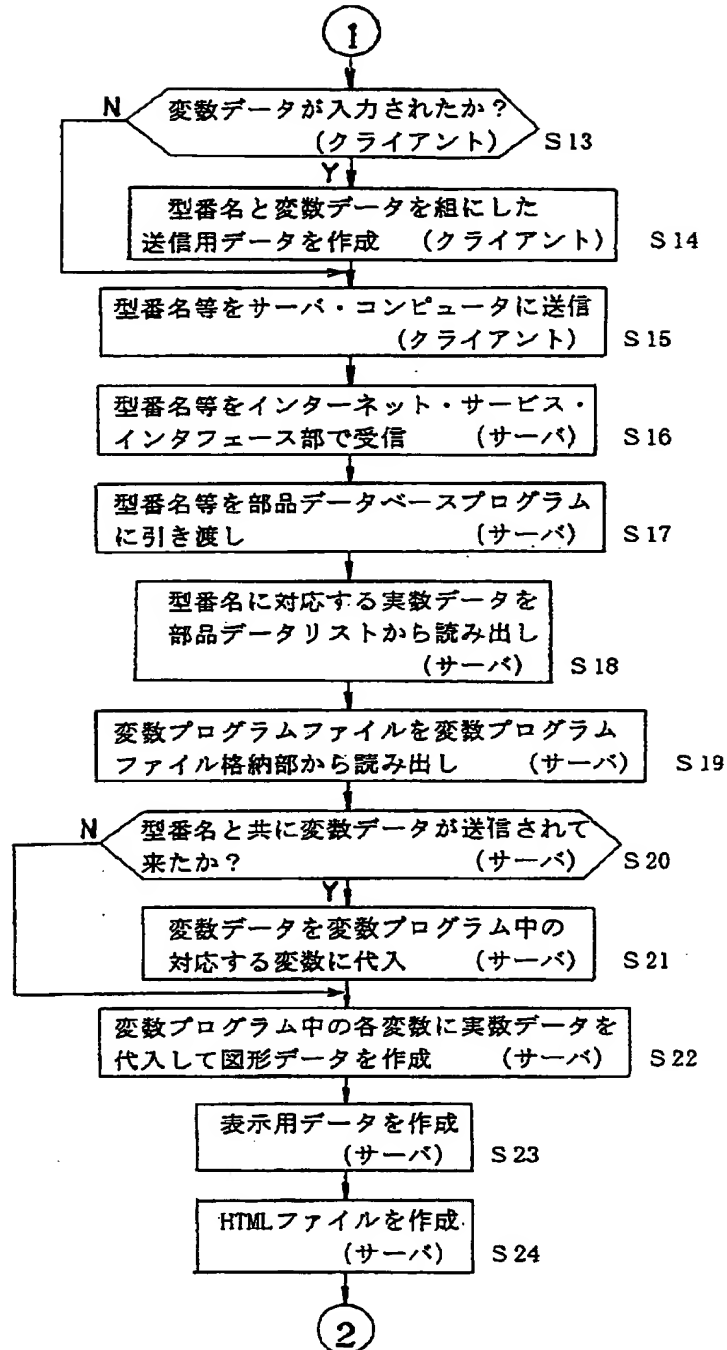 1
N
変数データが入力されたか？
(クライアント)
S13
Y
型番名と変数データを組にした
送信用データを作成 (クライアント)
S14
型番名等をサーバ・コンピュータに送信
(クライアント)
S15
型番名等をインターネット・サービス・
インタフェース部で受信 (サーバ)
S16
型番名等を部品データベースプログラム
に引き渡し (サーバ)
S17
型番名に対応する実数データを
部品データリストから読み出し
(サーバ)
S18
変数プログラムファイルを変数プログラム
ファイル格納部から読み出し (サーバ)
S19
N
型番名と共に変数データが送信されて
来たか？ (サーバ)
S20
Y
変数データを変数プログラム中の
対応する変数に代入 (サーバ)
S21
変数プログラム中の各変数に実数データを
代入して図形データを作成 (サーバ)
S22
表示用データを作成
(サーバ)
S23
HTMLファイルを作成
(サーバ)
S24
2